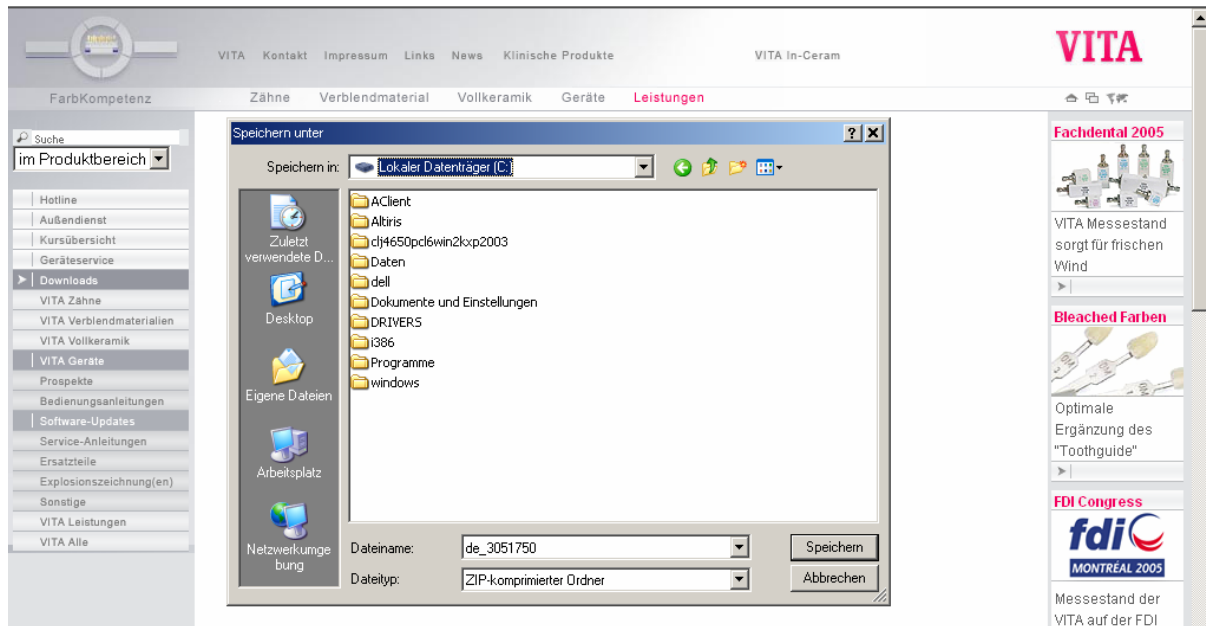 VITA Kontakt Impressum Links News Klinische Produkte VITA In-Ceram
VITA
FarbKompetenz
Zähne Verblendmaterial Vollkeramik Geräte Leistungen
Suche
im Produktbereich
Hotline
Außendienst
Kursübersicht
Geräteservice
Downloads
VITA Zähne
VITA Verblendmaterialien
VITA Vollkeramik
VITA Geräte
Prospekte
Bedienungsanleitungen
Software-Updates
Service-Anleitungen
Ersatzteile
Explosionszeichnung(en)
Sonstige
VITA Leistungen
VITA Alle
Speichern unter
Speichern in:
Lokaler Datenträger (C:)
Zuletzt
verwendete D...
Desktop
Eigene Dateien
Arbeitsplatz
Netzwerkumge
bung
AClient
Altiris
clj4650pcl6win2kxp2003
Daten
dell
Dokumente und Einstellungen
DRIVERS
i386
Programme
windows
Dateiname:
de_3051750
Speichern
Dateityp:
ZIP-komprimierter Ordner
Abbrechen
Fachdental 2005
VITA Messestand
sorgt für frischen
Wind
Bleached Farben
Optimale
Ergänzung des
"Toothguide"
FDI Congress
fdi
MONTRÉAL 2005
Messestand der
VITA auf der FDI